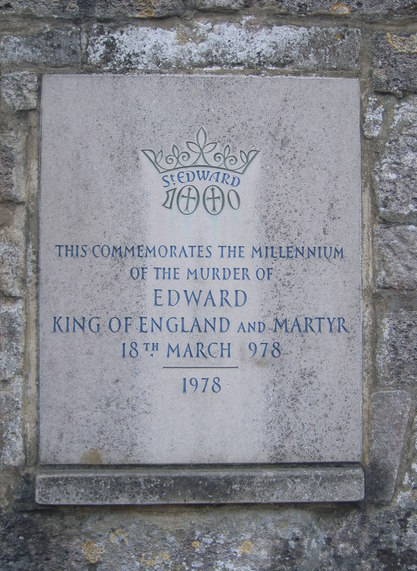 St EDWARD
1000
THIS COMMEMORATES THE MILLENNIUM
OF THE MURDER OF
EDWARD
KING OF ENGLAND AND MARTYR
18TH MARCH 978
1978